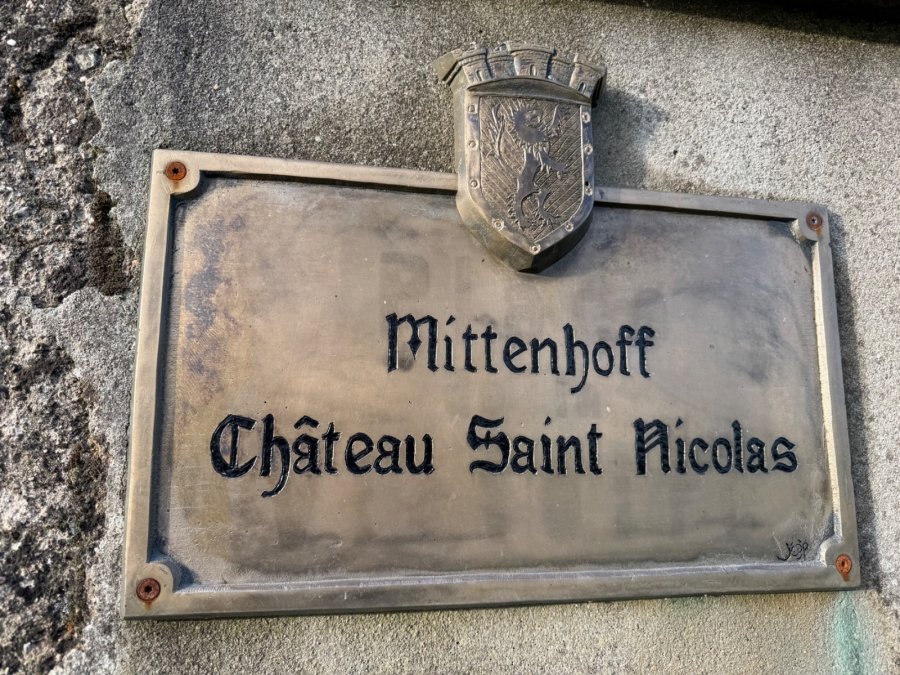 Mittenhoff
Château Saint Nicolas